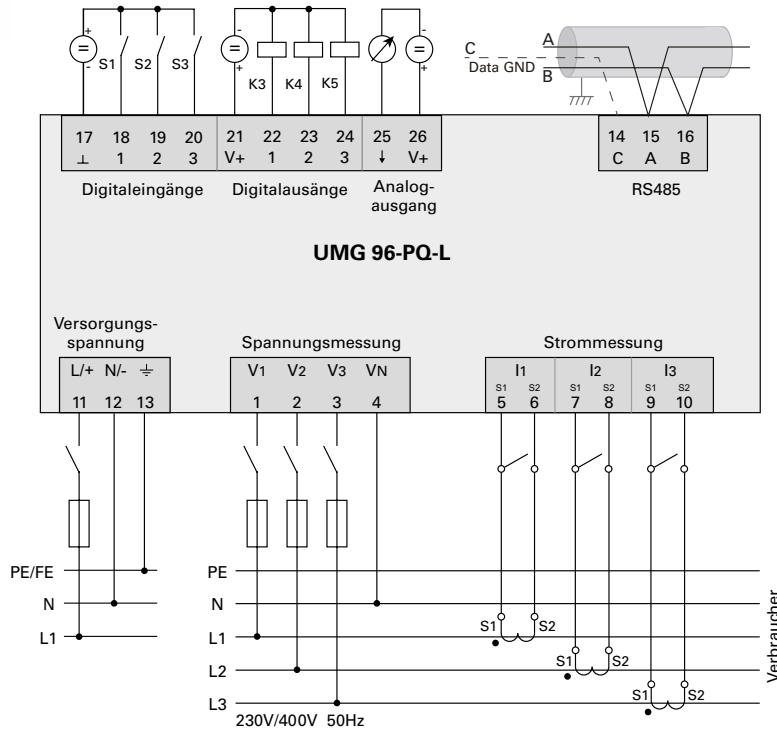 + - +
- S1 S2 S3 + K3 K4 K5 - +
C A
Data GND B
17 18 19 20 21 22 23 24 25 26 14 15 16
⊥ 1 2 3 V+ 1 2 3 ↓ V+ C A B
Digitaleingänge Digitalausänge Analog-
ausgang
RS485
UMG 96-PQ-L
Versorgungs-
spannung
Spannungsmessung
Strommessung
L/+ N/- ⏚ V1 V2 V3 VN I1 I2 I3
S1 S2 S1 S2 S1 S2
11 12 13 1 2 3 4 5 6 7 8 9 10
PE/FE PE
N N
L1 L1 S1 S2
L2 S1 S2
L3 S1 S2
230V/400V 50Hz
Verbraucher